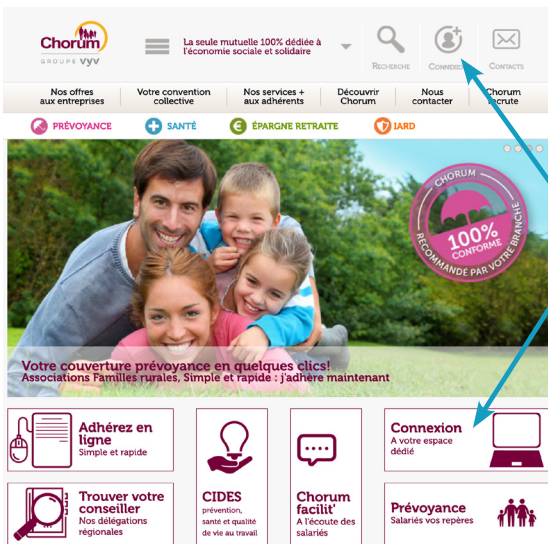 Chorum
GROUPE vyv
La seule mutuelle 100% dédiée à
l'économie sociale et solidaire
Recherche
Connexio
Contacts
Nos offres
aux entreprises
Votre convention
collective
Nos services +
aux adhérents
Découvrir
Chorum
Nous
contacter
Chorum
recrute
PRÉVOYANCE
SANTÉ
ÉPARGNE RETRAITE
IARD
CHORUM
100%
CONFORME
RECOMMANDÉ PAR VOTRE BRANCHE
Votre couverture prévoyance en quelques clics!
Associations Familles rurales, Simple et rapide : j'adhère maintenant
Adhérez en
ligne
Simple et rapide
Trouver votre
conseiller
Nos délégations
régionales
CIDES
prévention,
santé et qualité
de vie au travail
Chorum
facilit'
A l'écoute des
salariés
Connexion
A votre espace
dédié
Prévoyance
Salariés vos repères